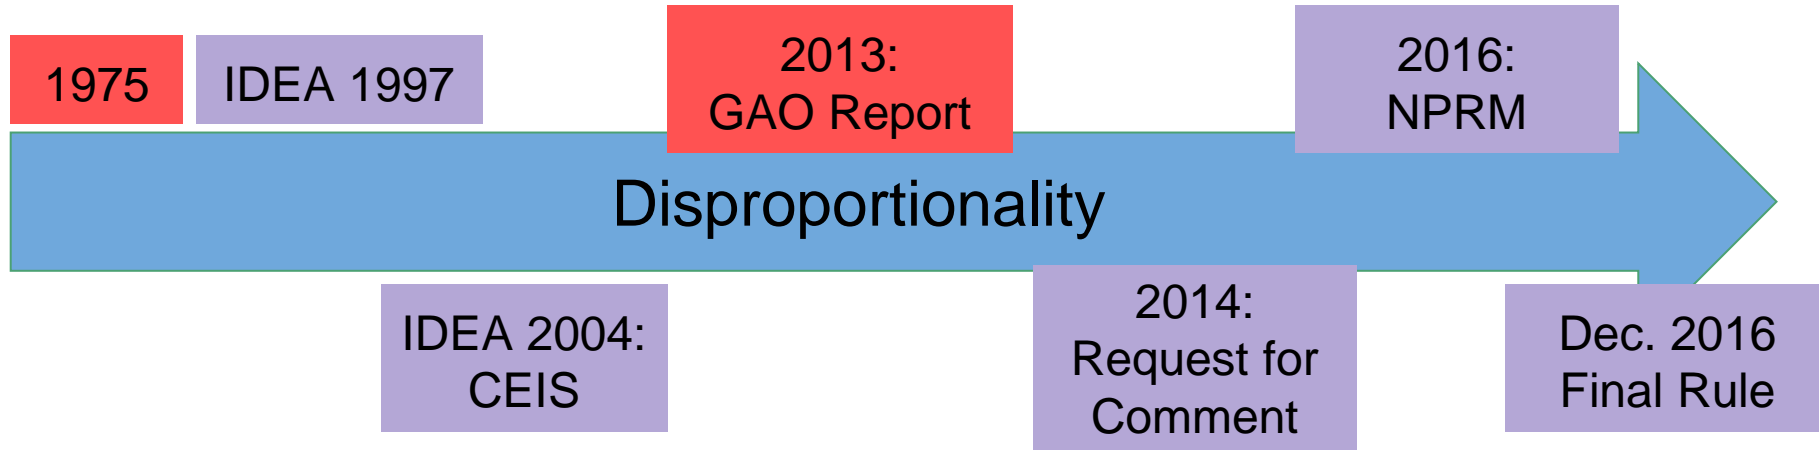 1975
IDEA 1997
2013:
GAO Report
2016:
NPRM
Disproportionality
IDEA 2004:
CEIS
2014:
Request for
Comment
Dec. 2016
Final Rule